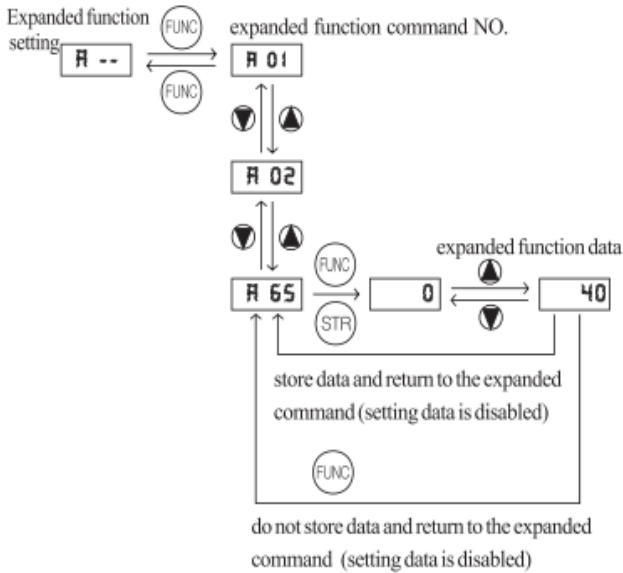 Expanded function
setting
FUNC
expanded function command NO.
A --
A 01
FUNC
A 02
expanded function data
FUNC
A 65
0
40
STR
store data and return to the expanded
command (setting data is disabled)
FUNC
do not store data and return to the expanded
command (setting data is disabled)